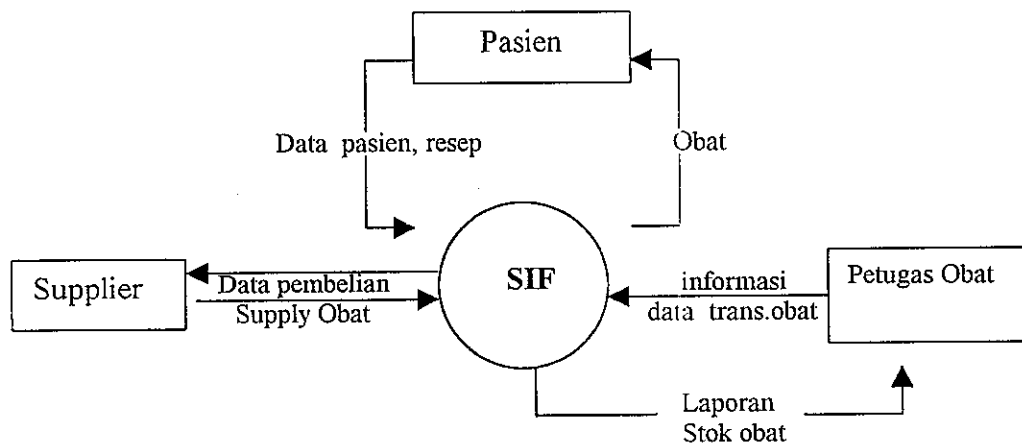 Pasien
Data pasien, resep
Obat
Supplier
Data pembelian
Supply Obat
SIF
informasi
data trans.obat
Petugas Obat
Laporan
Stok obat